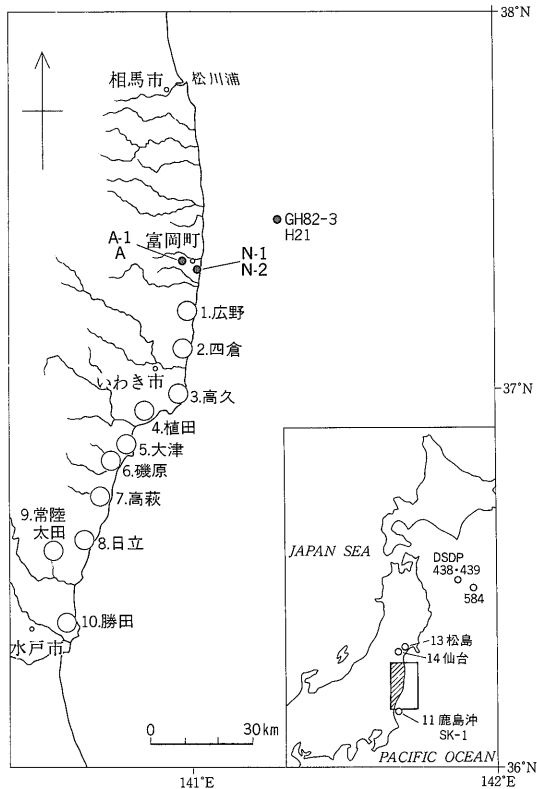 38°N
相馬市
松川浦
GH82-3
H21
A-1
A
富岡町
N-1
N-2
1.広野
2.四倉
いわき市
37°N
3.高久
4.植田
5.大津
6.磯原
7.高萩
9.常陸
太田
8.日立
10.勝田
水戸市
0 30km
JAPAN SEA
DSDP
438・439
584
13 松島
14 仙台
11 鹿島沖
SK-1
PACIFIC OCEAN
36°N
141°E
142°E